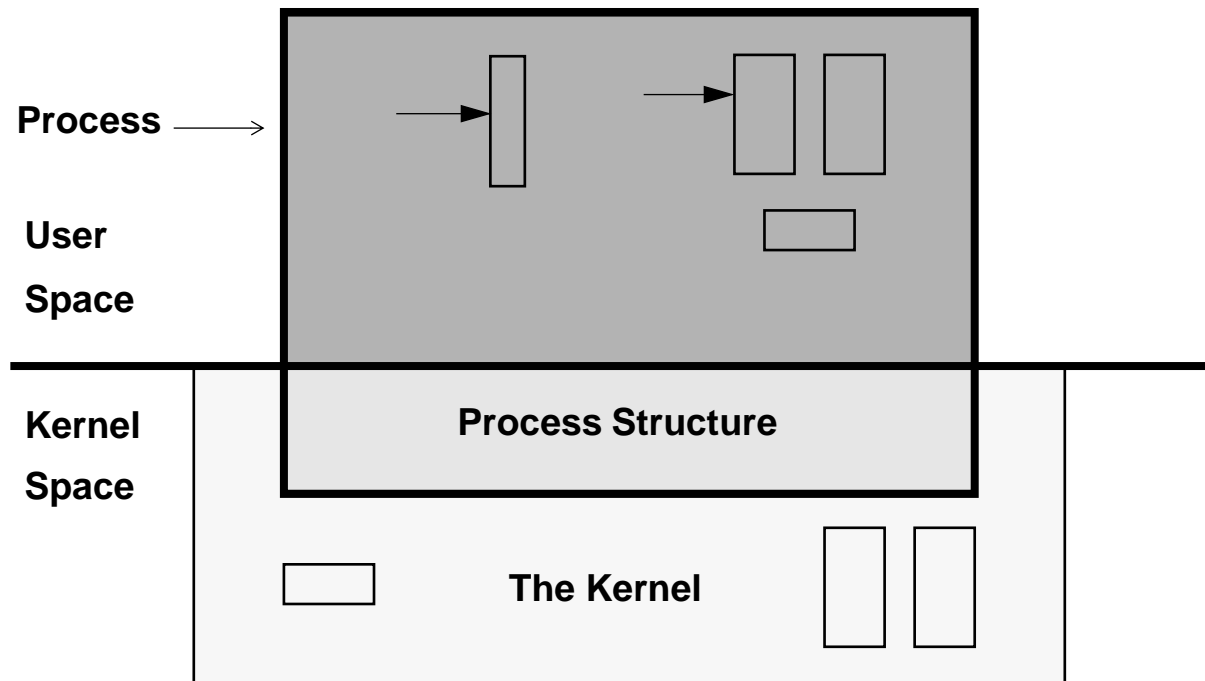 Process
User
Space
Kernel
Space
Process Structure
The Kernel